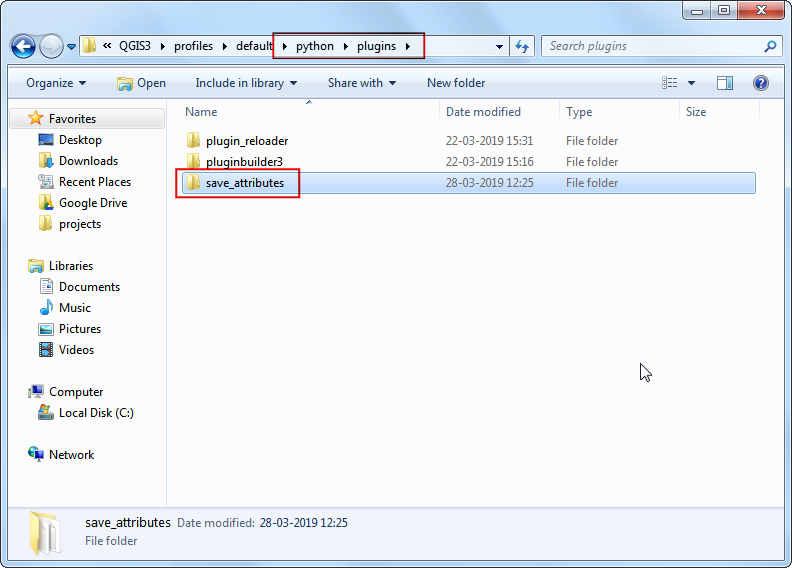 « QGIS3 python plugins profiles default Search plugins
Organize Open Include in library Share with New folder
Name Date modified Type Size
Favorites
Desktop
Downloads
Recent Places
Google Drive
projects
Libraries
Documents
Music
Pictures
Videos
Computer
Local Disk (C:)
Network
plugin_reloader 22-03-2019 15:31 File folder
pluginbuilder3 22-03-2019 15:16 File folder
save_attributes 28-03-2019 12:25 File folder
save_attributes Date modified: 28-03-2019 12:25
File folder